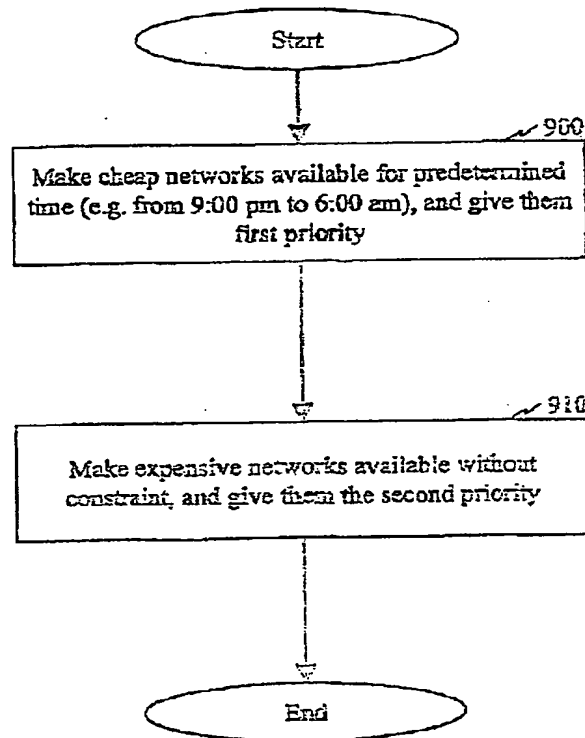 Start
900
Make cheap networks available for predetermined
time (e.g. from 9:00 pm to 6:00 am), and give them
first priority
910
Make expensive networks available without
constraint, and give them the second priority
End